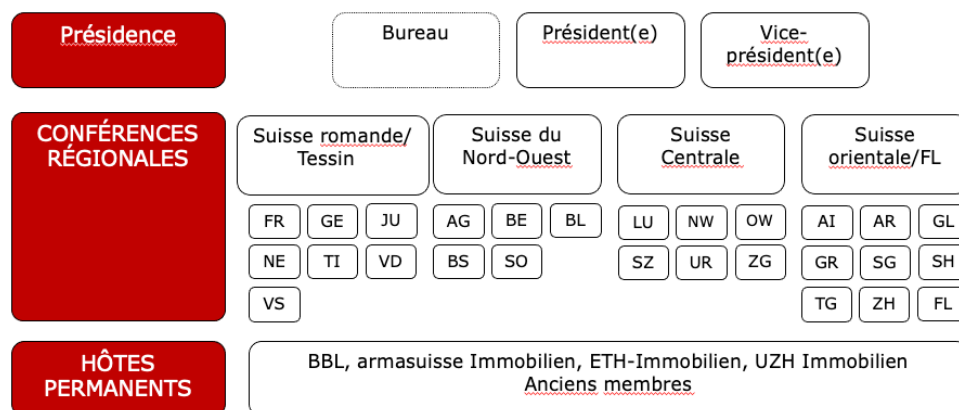 Présidence
Bureau
Président(e)
Vice-
président(e)
CONFÉRENCES
RÉGIONALES
Suisse romande/
Tessin
Suisse du
Nord-Ouest
Suisse
Centrale
Suisse
orientale/FL
FR GE JU AG BE BL LU NW OW AI AR GL
NE TI VD BS SO SZ UR ZG GR SG SH
VS TG ZH FL
HÔTES
PERMANENTS
BBL, armasuisse Immobilien, ETH-Immobilien, UZH Immobilien
Anciens membres